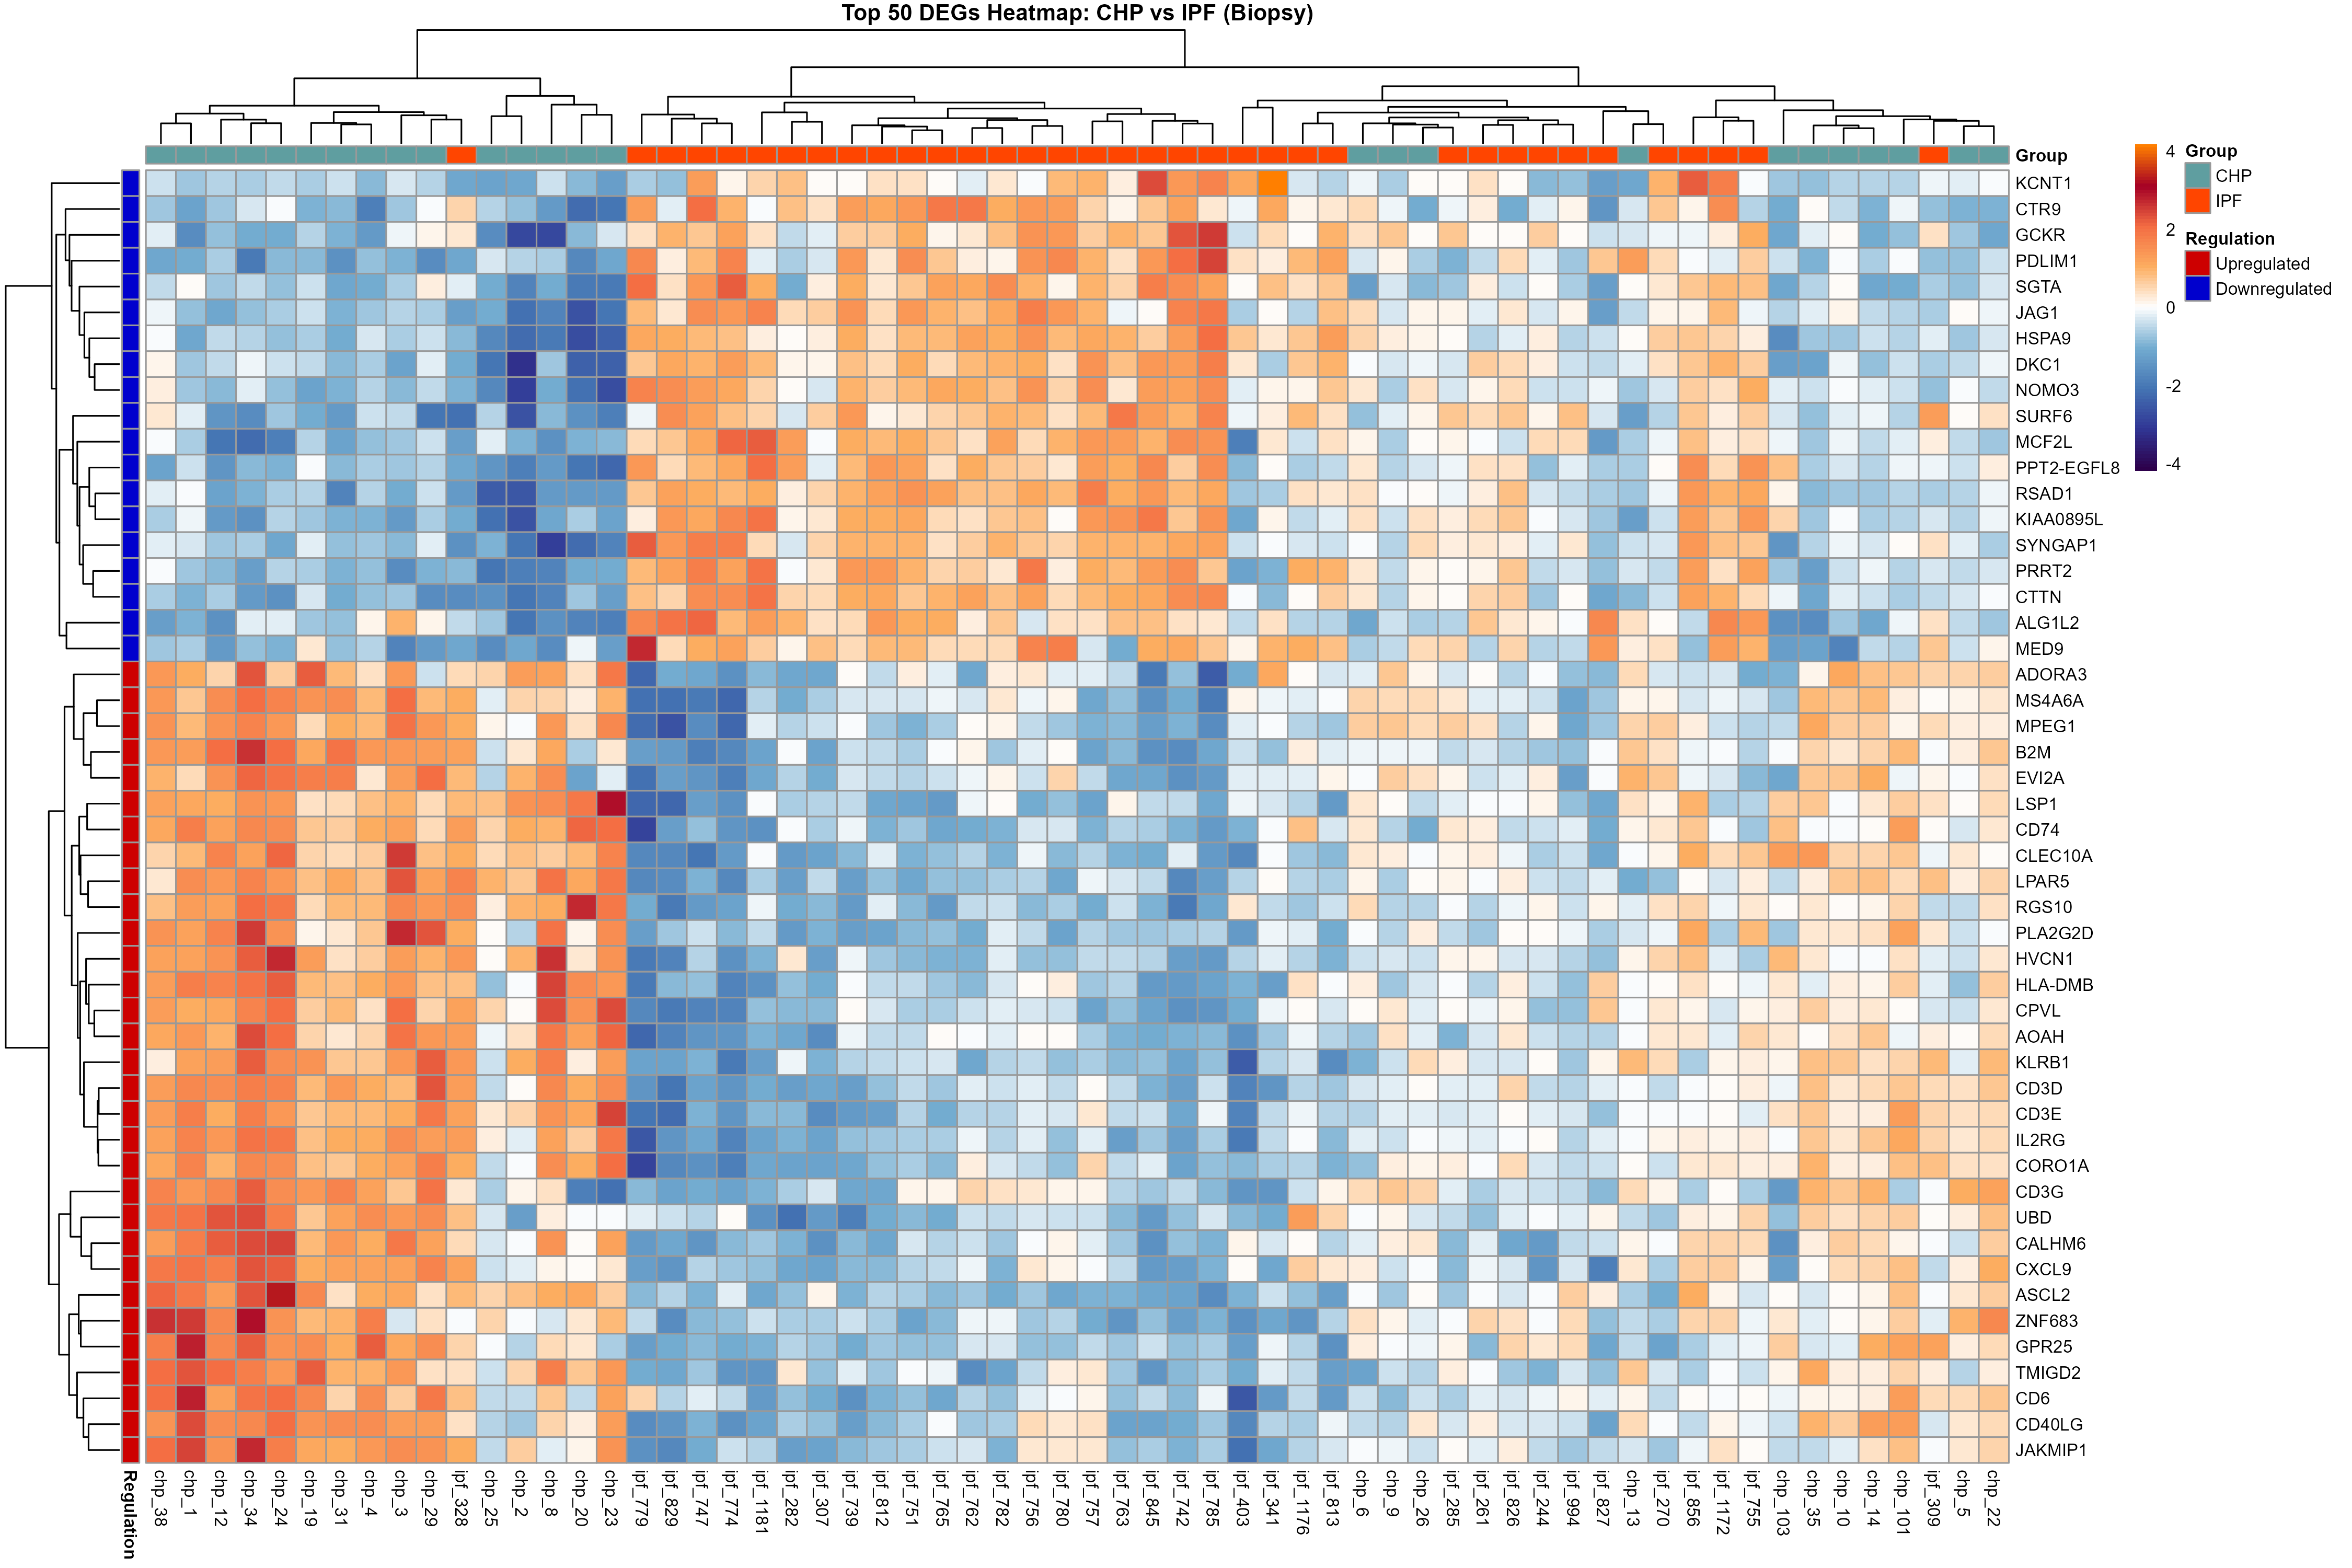 Top 50 DEGs Heatmap: CHP vs IPF (Biopsy)
Group
KCNT1
CTR9
GCKR
PDLIM1
SGTA
JAG1
HSPA9
DKC1
NOMO3
SURF6
MCF2L
PPT2-EGFL8
RSAD1
KIAA0895L
SYNGAP1
PRRT2
CTTN
ALG1L2
MED9
ADORA3
MS4A6A
MPEG1
B2M
EVI2A
LSP1
CD74
CLEC10A
LPAR5
RGS10
PLA2G2D
HVCN1
HLA-DMB
CPVL
AOAH
KLRB1
CD3D
CD3E
IL2RG
CORO1A
CD3G
UBD
CALHM6
CXCL9
ASCL2
ZNF683
GPR25
TMIGD2
CD6
CD40LG
JAKMIP1
4
2
0
-2
-4
Group
CHP
IPF
Regulation
Upregulated
Downregulated
Regulation
chp_38
chp_1
chp_12
chp_34
chp_24
chp_19
chp_31
chp_4
chp_3
chp_29
ipf_328
chp_25
chp_2
chp_8
chp_20
chp_23
ipf_779
ipf_829
ipf_747
ipf_774
ipf_1181
ipf_282
ipf_307
ipf_739
ipf_812
ipf_751
ipf_765
ipf_762
ipf_782
ipf_756
ipf_780
ipf_757
ipf_763
ipf_845
ipf_742
ipf_785
ipf_403
ipf_341
ipf_1176
ipf_813
chp_6
chp_9
chp_26
ipf_285
ipf_261
ipf_826
ipf_244
ipf_994
ipf_827
chp_13
ipf_270
ipf_856
ipf_1172
ipf_755
chp_103
chp_35
chp_10
chp_14
chp_101
ipf_309
chp_5
chp_22